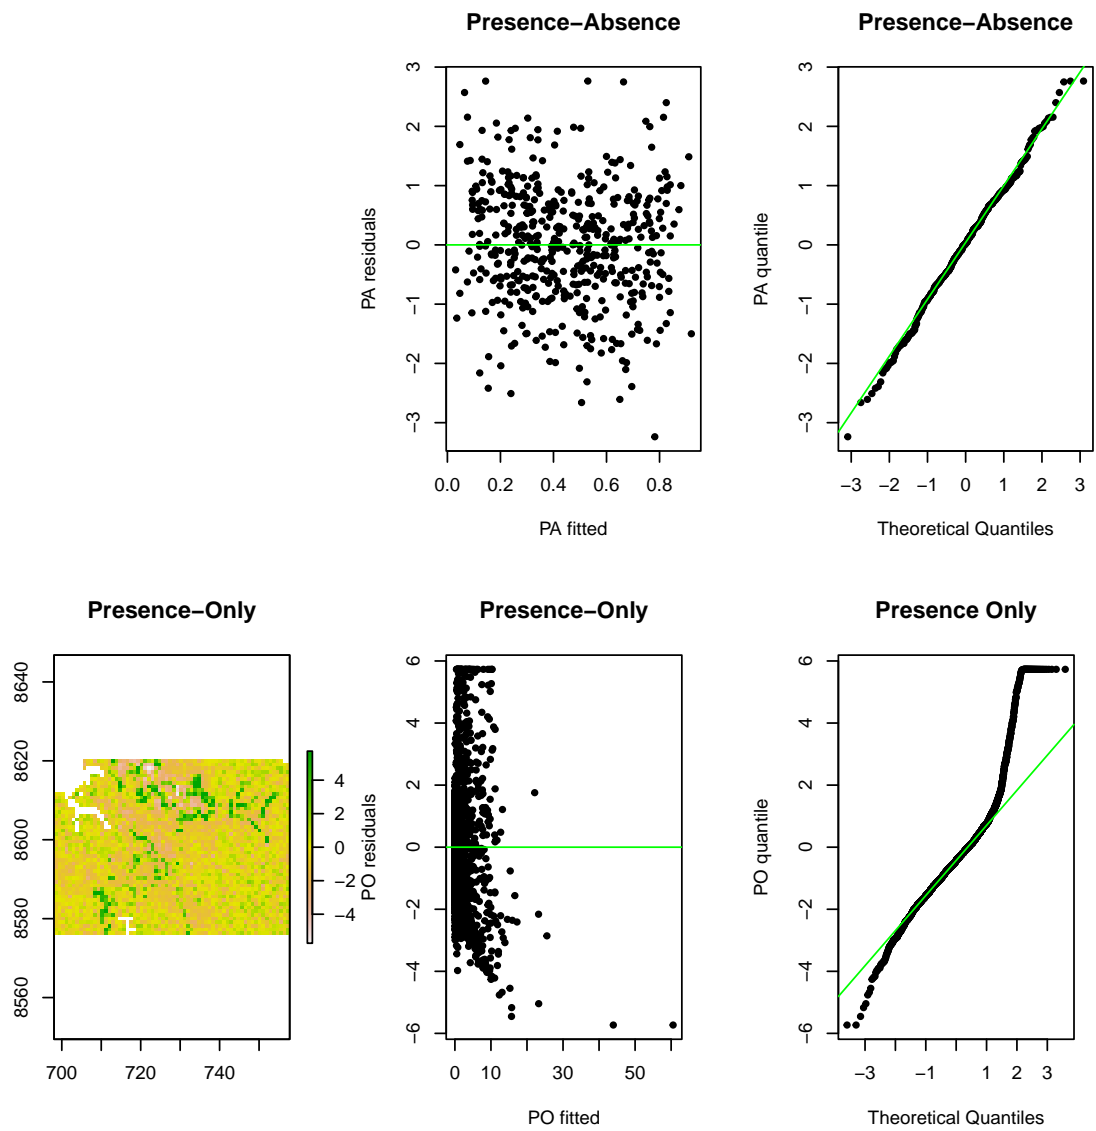 Presence−Absence
Presence−Absence
3
2
1
0
−1
−2
−3
PA residuals
0.0 0.2 0.4 0.6 0.8
PA fitted
3
2
1
0
−1
−2
−3
PA quantile
−3 −2 −1 0 1 2 3
Theoretical Quantiles
Presence−Only
Presence−Only
Presence Only
8640
8620
8600
8580
8560
700 720 740
4
2
0
−2
−4
PO residuals
6
4
2
0
−2
−4
−6
0 10 30 50
PO fitted
6
4
2
0
−2
−4
−6
PO quantile
−3 −1 1 2 3
Theoretical Quantiles